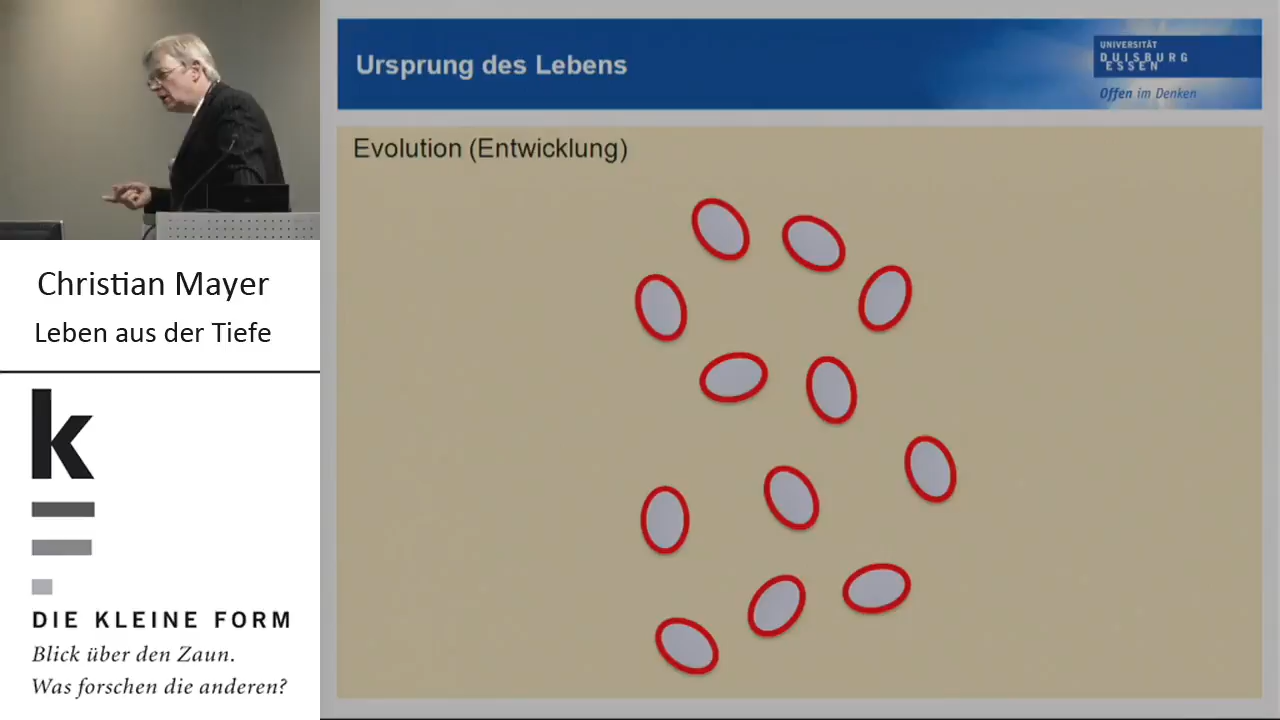 Ursprung des Lebens
UNIVERSITÄT
DUISBURG
ESSEN
Offen im Denken
Evolution (Entwicklung)
Christian Mayer
Leben aus der Tiefe
k
DIE KLEINE FORM
Blick über den Zaun.
Was forschen die anderen?